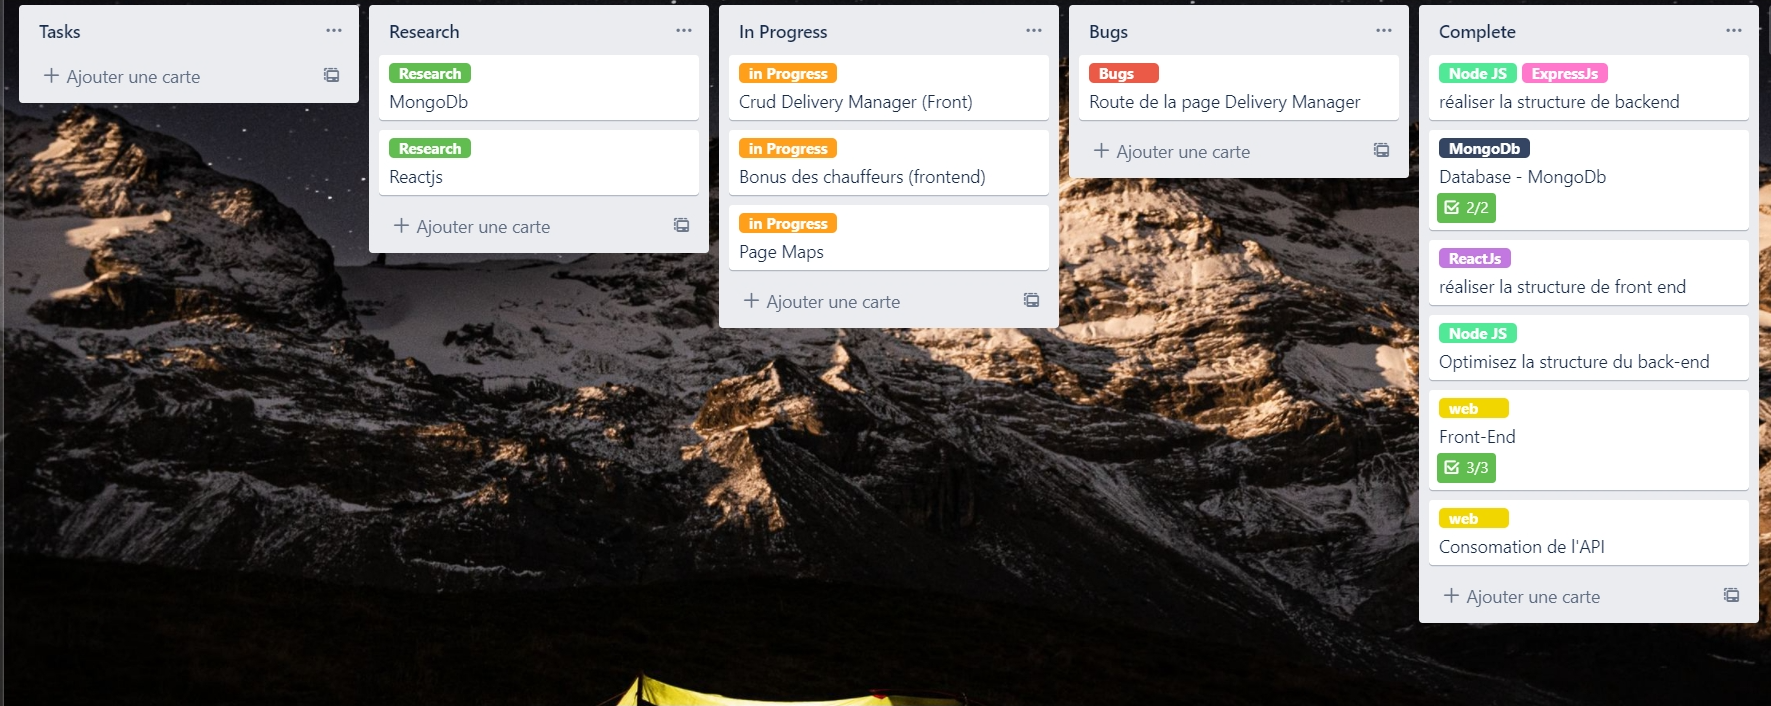 Tasks
Ajouter une carte
Research
Research
MongoDb
Research
Reactjs
Ajouter une carte
In Progress
in Progress
Crud Delivery Manager (Front)
in Progress
Bonus des chauffeurs (frontend)
in Progress
Page Maps
Ajouter une carte
Bugs
Bugs
Route de la page Delivery Manager
Ajouter une carte
Complete
Node JS ExpressJs
réaliser la structure de backend
MongoDb
Database - MongoDb
2/2
ReactJs
réaliser la structure de front end
Node JS
Optimisez la structure du back-end
web
Front-End
3/3
web
Consomation de l'API
Ajouter une carte